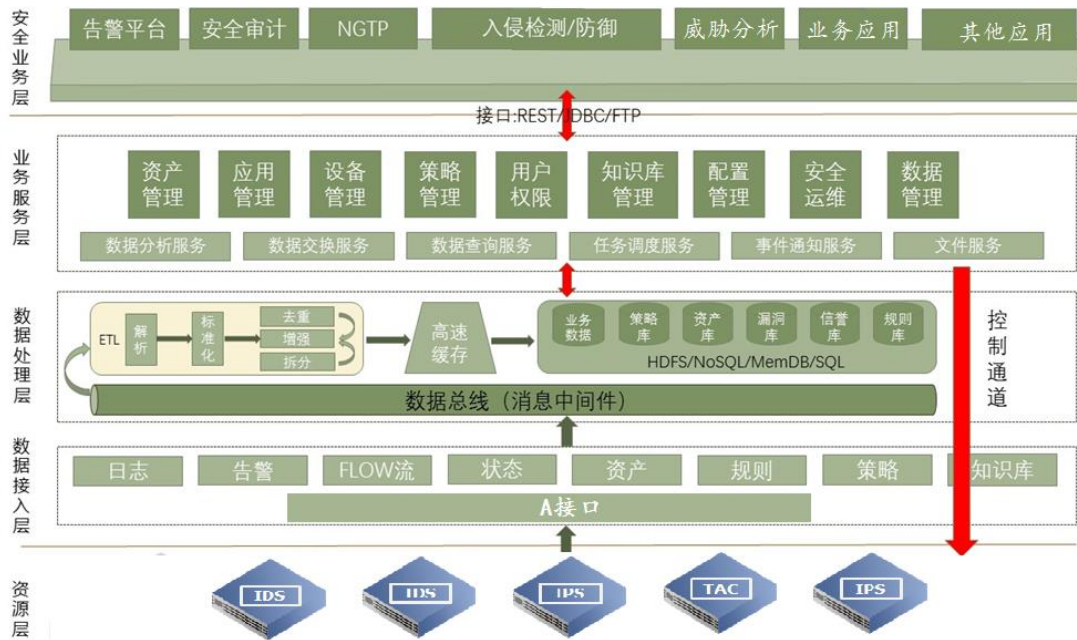 安全业务层
告警平台
安全审计
NGTP
入侵检测/防御
威胁分析
业务应用
其他应用
接口:REST/JDBC/FTP
业务服务层
资产管理
应用管理
设备管理
策略管理
用户权限
知识库管理
配置管理
安全运维
数据管理
数据分析服务
数据交换服务
数据查询服务
任务调度服务
事件通知服务
文件服务
数据处理层
ETL
解析
标准化
去重
增强
拆分
高速缓存
业务数据
策略库
资产库
漏洞库
信誉库
规则库
HDFS/NoSQL/MemDB/SQL
数据总线（消息中间件）
控制通道
数据接入层
日志
告警
FLOW流
状态
资产
规则
策略
知识库
A接口
资源层
IDS
IDS
IPS
TAC
IPS